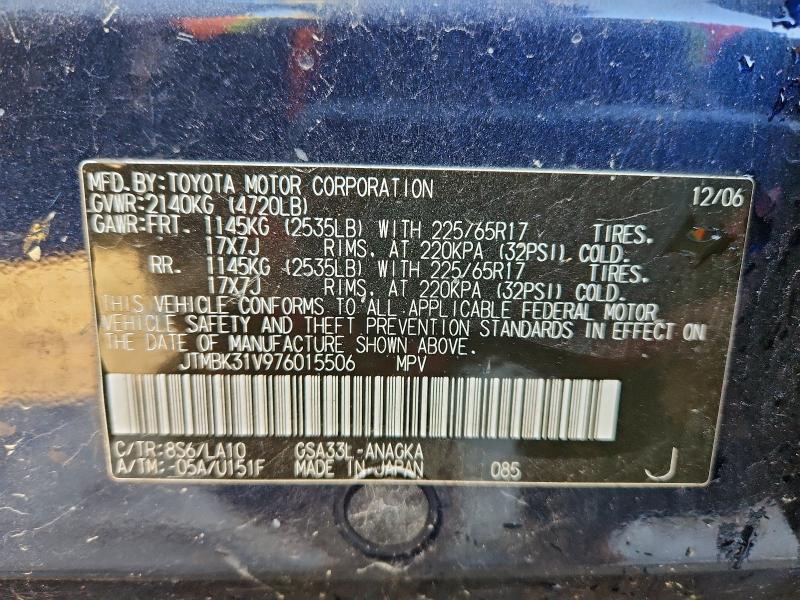 MFD. BY: TOYOTA MOTOR CORPORATION 12/06
GVWR: 2140KG (4720LB)
GAWR: FRT. 1145KG (2535LB) WITH 225/65R17 TIRES.
17X7J RIMS, AT 220KPA (32PSI) COLD.
RR. 1145KG (2535LB) WITH 225/65R17 TIRES.
17X7J RIMS, AT 220KPA (32PSI) COLD.
THIS VEHICLE CONFORMS TO ALL APPLICABLE FEDERAL MOTOR
VEHICLE SAFETY AND THEFT PREVENTION STANDARDS IN EFFECT ON
THE DATE OF MANUFACTURE SHOWN ABOVE.
JTMBK31V976015506 MPV
C/TR: 8S6/LA10 GSA33L-ANAGKA
A/TM: -05A/U151F MADE IN JAPAN 085 J